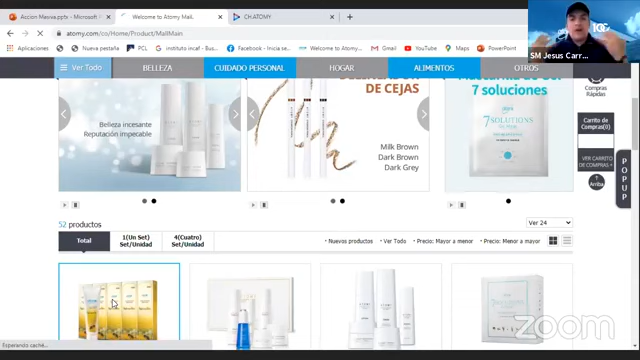 Accion Masiva.pptx - Microsoft P
Welcome to Atomy Mall.
CH.ATOMY
atomy.com/co/Home/Product/MallMain
Aplicaciones
Nueva pestaña
PCL
instituto incaf - Bus...
Facebook - Inicia se...
Welcome to Atomy...
Gmail
YouTube
Maps
PowerPoint
SM Jesus Carr...
Ver Todo
BELLEZA
CUIDADO PERSONAL
HOGAR
ALIMENTOS
OTROS
Compras
Rápidas
DE CEJAS
7 soluciones
Belleza incesante
Reputación impecable
Milk Brown
Dark Brown
Dark Grey
7 SOLUTIONS
Carrito de
Compras(0)
VER CARRITO
DE COMPRAS >
Arriba
POPUP
52 productos
Ver 24
Total
1(Un Set)
Set/Unidad
4(Cuatro)
Set/Unidad
• Nuevos productos
• Ver Todo
• Precio: Mayor a menor
• Precio: Menor a mayor
Esperando caché...
zoom